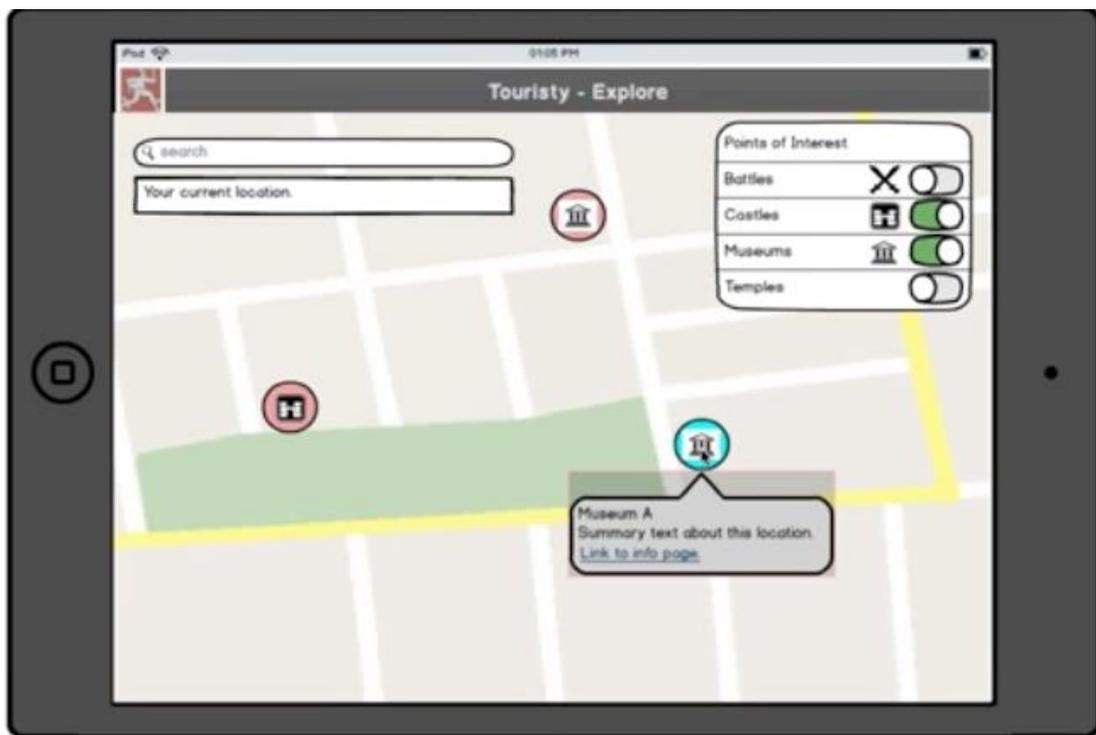 iPod
01:05 PM
Touristy - Explore
search
Your current location.
Points of Interest
Battles
Castles
Museums
Temples
Museum A
Summary text about this location.
Link to info page.